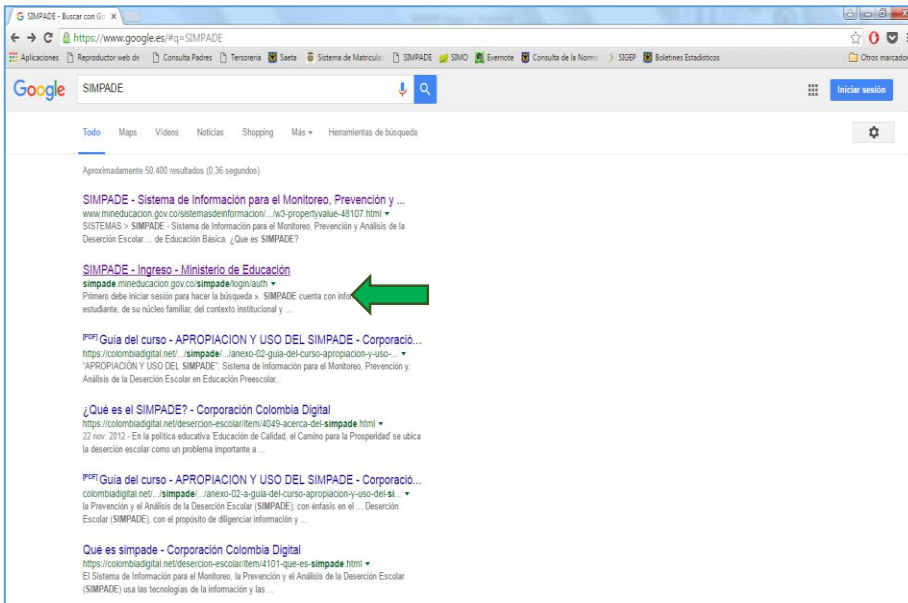 SIMPADE - Buscar con Go
https://www.google.es/#q=SIMPADE
Aplicaciones Reproductor web de Consulta Padres Tersoreria Saeta Sistema de Matricula SIMPADE SIMO Evernote Consulta de la Norma SIGEP Boletines Estadisticos Otros marcador
Google SIMPADE Iniciar sesión
Todo Maps Vídeos Noticias Shopping Más Herramientas de búsqueda
Aproximadamente 50.400 resultados (0,36 segundos)
SIMPADE - Sistema de Información para el Monitoreo, Prevención y ...
www.mineducacion.gov.co/sistemasdeinformacion/.../w3-propertyvalue-48107.html
SISTEMAS > SIMPADE - Sistema de Información para el Monitoreo, Prevención y Análisis de la
Deserción Escolar ... de Educación Básica. ¿Que es SIMPADE?
SIMPADE - Ingreso - Ministerio de Educación
simpade.mineducacion.gov.co/simpade/login/auth
Primero debe iniciar sesión para hacer la búsqueda ». SIMPADE cuenta con infor
estudiante, de su núcleo familiar, del contexto institucional y ...
[PDF] Guía del curso - APROPIACION Y USO DEL SIMPADE - Corporació...
https://colombiadigital.net/.../simpade/.../anexo-02-guia-del-curso-apropiacion-y-uso-...
"APROPIACIÓN Y USO DEL SIMPADE". Sistema de Información para el Monitoreo, Prevención y.
Análisis de la Deserción Escolar en Educación Preescolar,
¿Qué es el SIMPADE? - Corporación Colombia Digital
https://colombiadigital.net/desercion-escolar/item/4049-acerca-del-simpade.html
22 nov. 2012 - En la política educativa 'Educación de Calidad, el Camino para la Prosperidad' se ubica
la deserción escolar como un problema importante a ...
[PDF] Guía del curso - APROPIACION Y USO DEL SIMPADE - Corporació...
colombiadigital.net/.../simpade/.../anexo-02-a-guia-del-curso-apropiacion-y-uso-del-si...
la Prevención y el Análisis de la Deserción Escolar (SIMPADE); con énfasis en el ... Deserción
Escolar (SIMPADE), con el propósito de diligenciar información y ...
Qué es simpade - Corporación Colombia Digital
https://colombiadigital.net/desercion-escolar/item/4101-que-es-simpade.html
El Sistema de Información para el Monitoreo, la Prevención y el Análisis de la Deserción Escolar
(SIMPADE) usa las tecnologías de la información y las ...